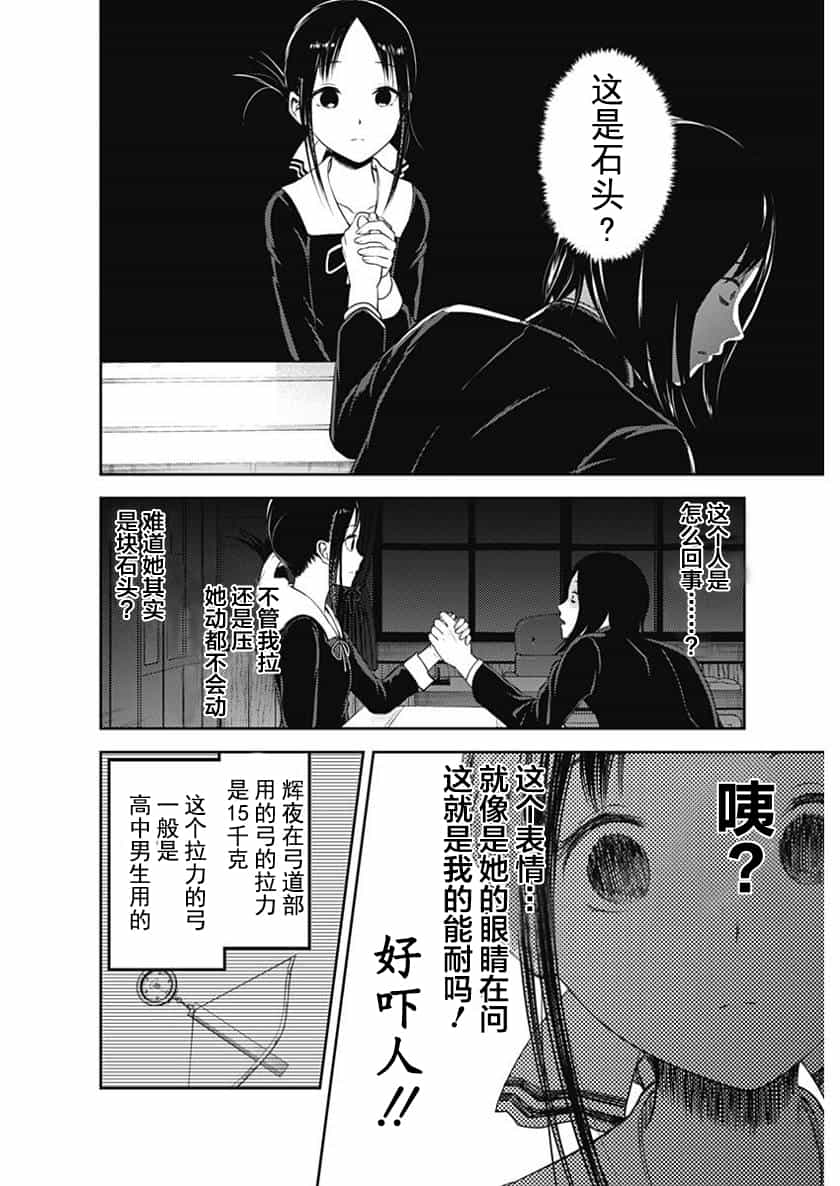 这是石头?
这个人是
怎么回事……?
不管我拉
还是压
她动都不会动
难道她其实
是块石头?
咦?
这个表情…
就像是她的眼睛在问
这就是我的能耐吗!
好吓人!!
辉夜在弓道部
用的弓的拉力
是15千克
这个拉力的弓
一般是
高中男生用的